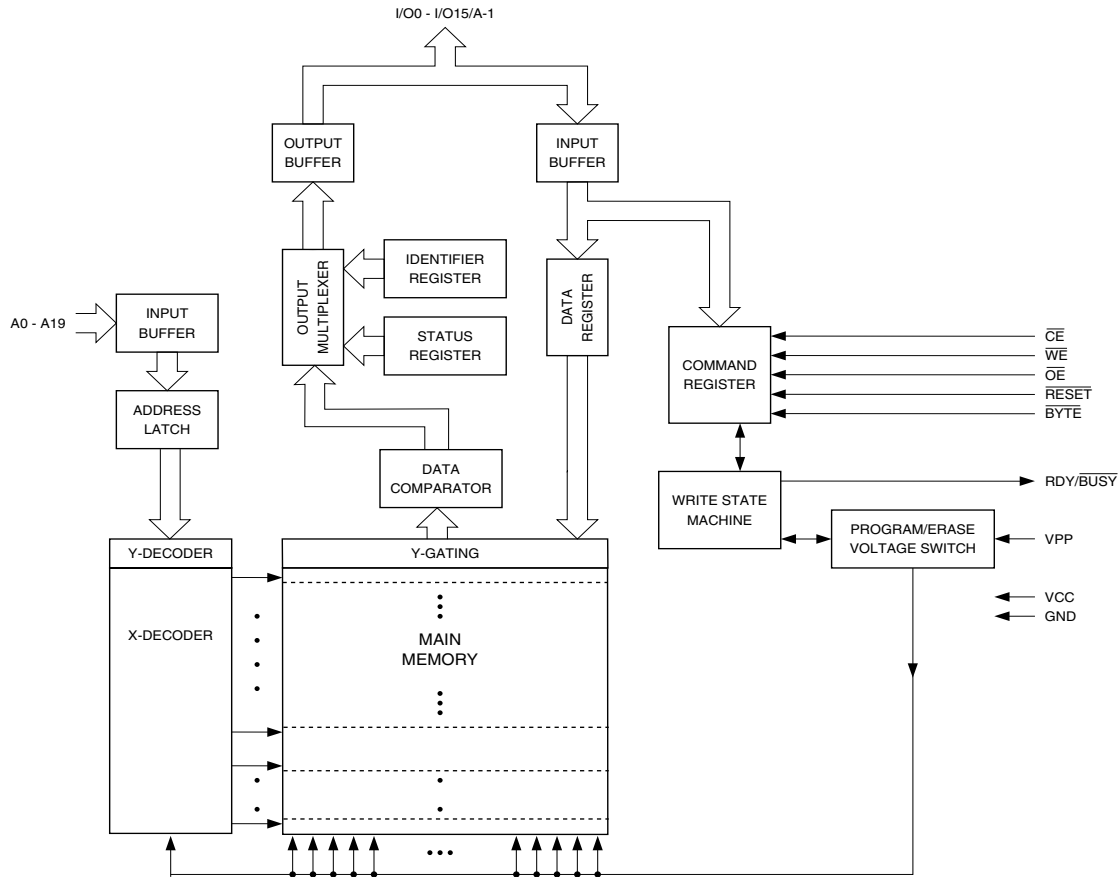 I/O0 - I/O15/A-1
OUTPUT
BUFFER
INPUT
BUFFER
OUTPUT
MULTIPLEXER
IDENTIFIER
REGISTER
STATUS
REGISTER
DATA
REGISTER
A0 - A19
INPUT
BUFFER
ADDRESS
LATCH
COMMAND
REGISTER
CE
WE
OE
RESET
BYTE
DATA
COMPARATOR
WRITE STATE
MACHINE
RDY/BUSY
PROGRAM/ERASE
VOLTAGE SWITCH
VPP
VCC
GND
Y-DECODER
Y-GATING
X-DECODER
MAIN
MEMORY